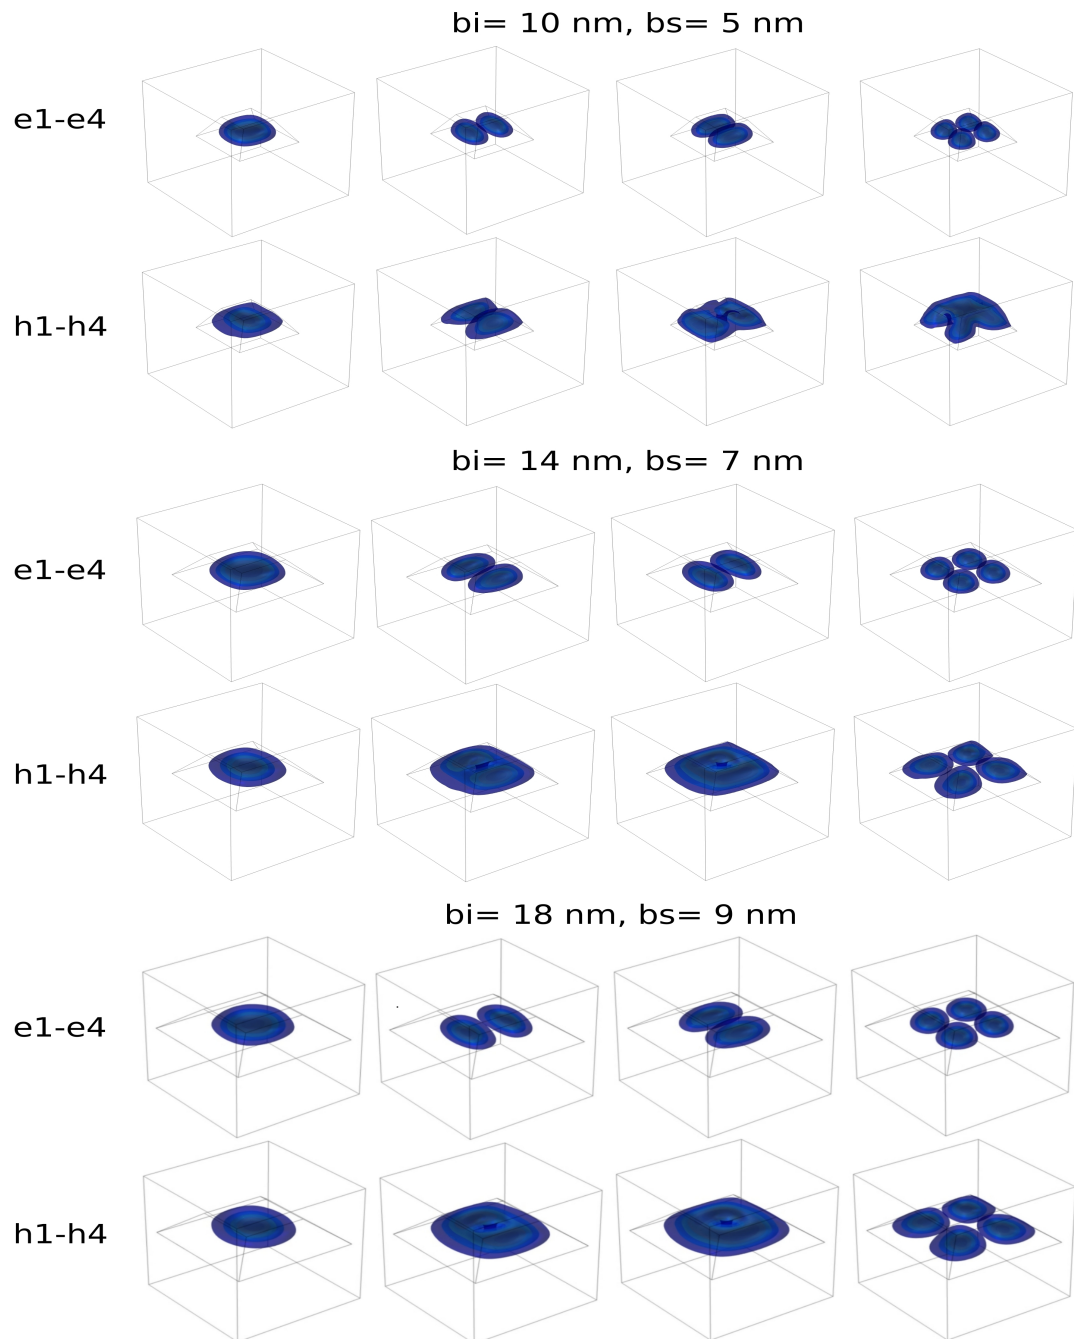 bi= 10 nm, bs= 5 nm
e1-e4
h1-h4
bi= 14 nm, bs= 7 nm
e1-e4
h1-h4
bi= 18 nm, bs= 9 nm
e1-e4
h1-h4